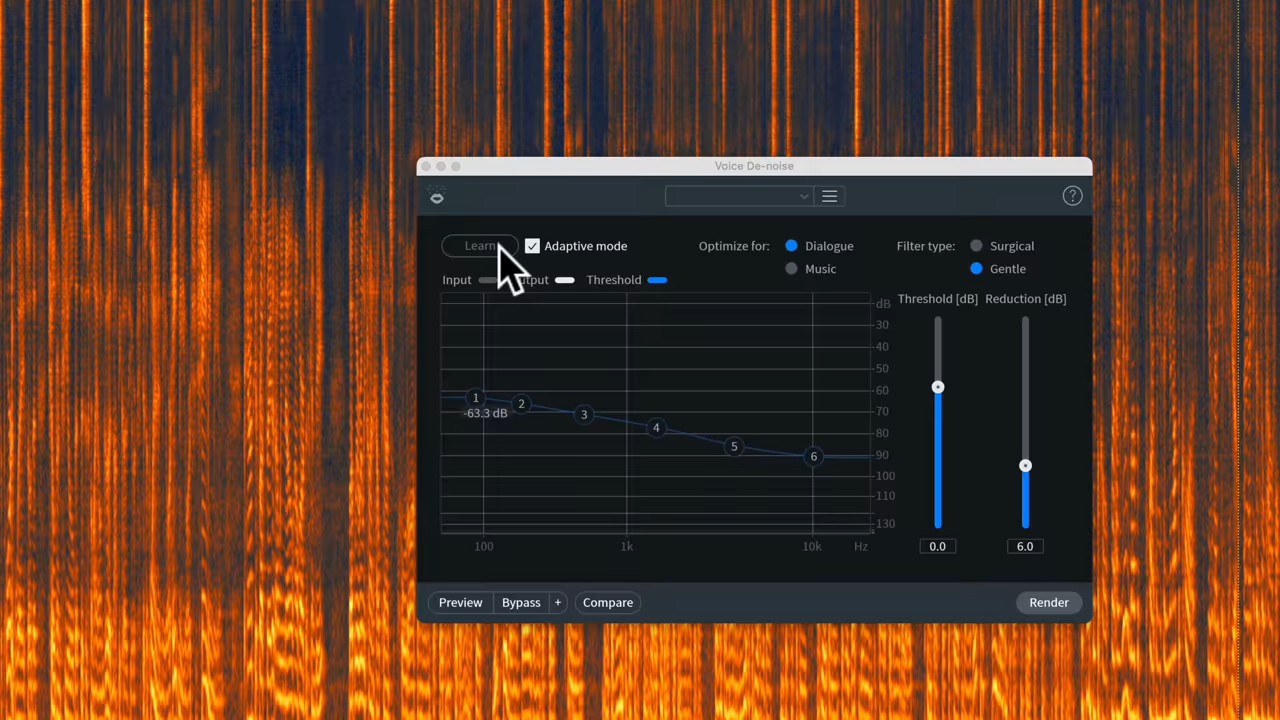 Voice De-noise
?
Learn Adaptive mode Optimize for: Dialogue Filter type: Surgical
Music Gentle
Input tput Threshold
Threshold [dB] Reduction [dB]
dB
30
40
50
60
70
80
90
100
110
130
1
2
3
4
5
6
-63.3 dB
100 1k 10k Hz
0.0 6.0
Preview Bypass + Compare Render